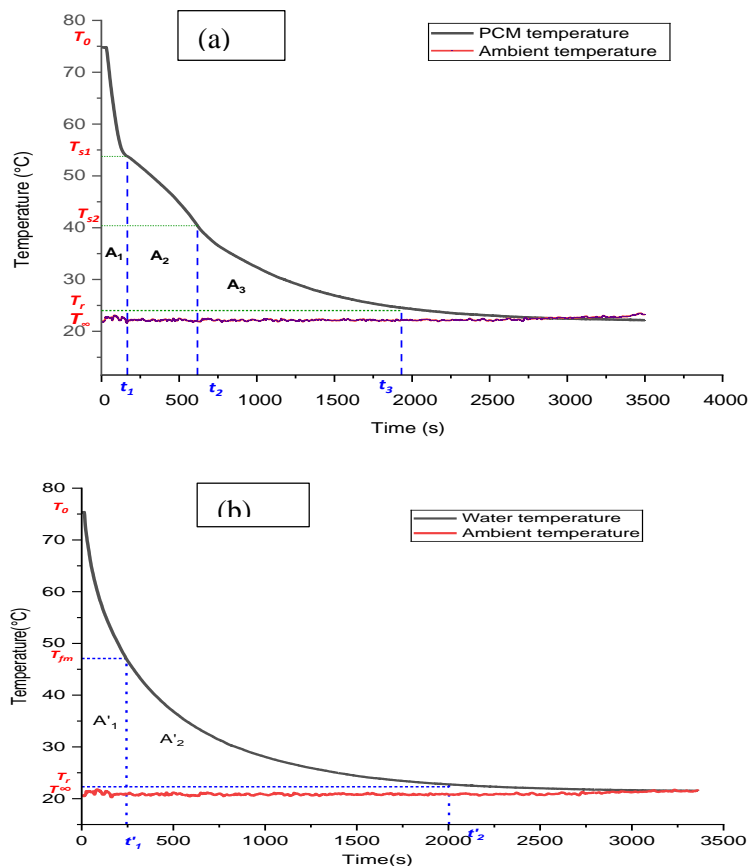 (a)
PCM temperature
Ambient temperature
Temperature (°C)
80
70
60
50
40
30
20
T₀
Tₛ₁
Tₛ₂
Tᵣ
T∞
A₁
A₂
A₃
0
500
1000
1500
2000
2500
3000
3500
4000
t₁
t₂
t₃
Time (s)
(b)
Water temperature
Ambient temperature
Temperature(°C)
80
70
60
50
40
30
20
T₀
T_fm
Tᵣ
T∞
A'₁
A'₂
0
500
1000
1500
2000
2500
3000
3500
t'₁
t'₂
Time(s)